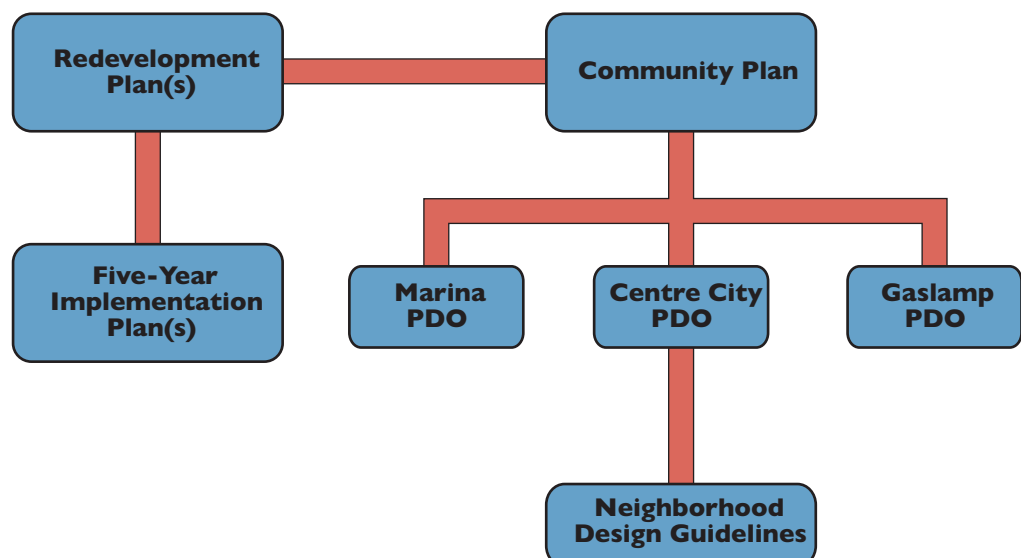 Redevelopment
Plan(s)
Community Plan
Five-Year
Implementation
Plan(s)
Marina
PDO
Centre City
PDO
Gaslamp
PDO
Neighborhood
Design Guidelines